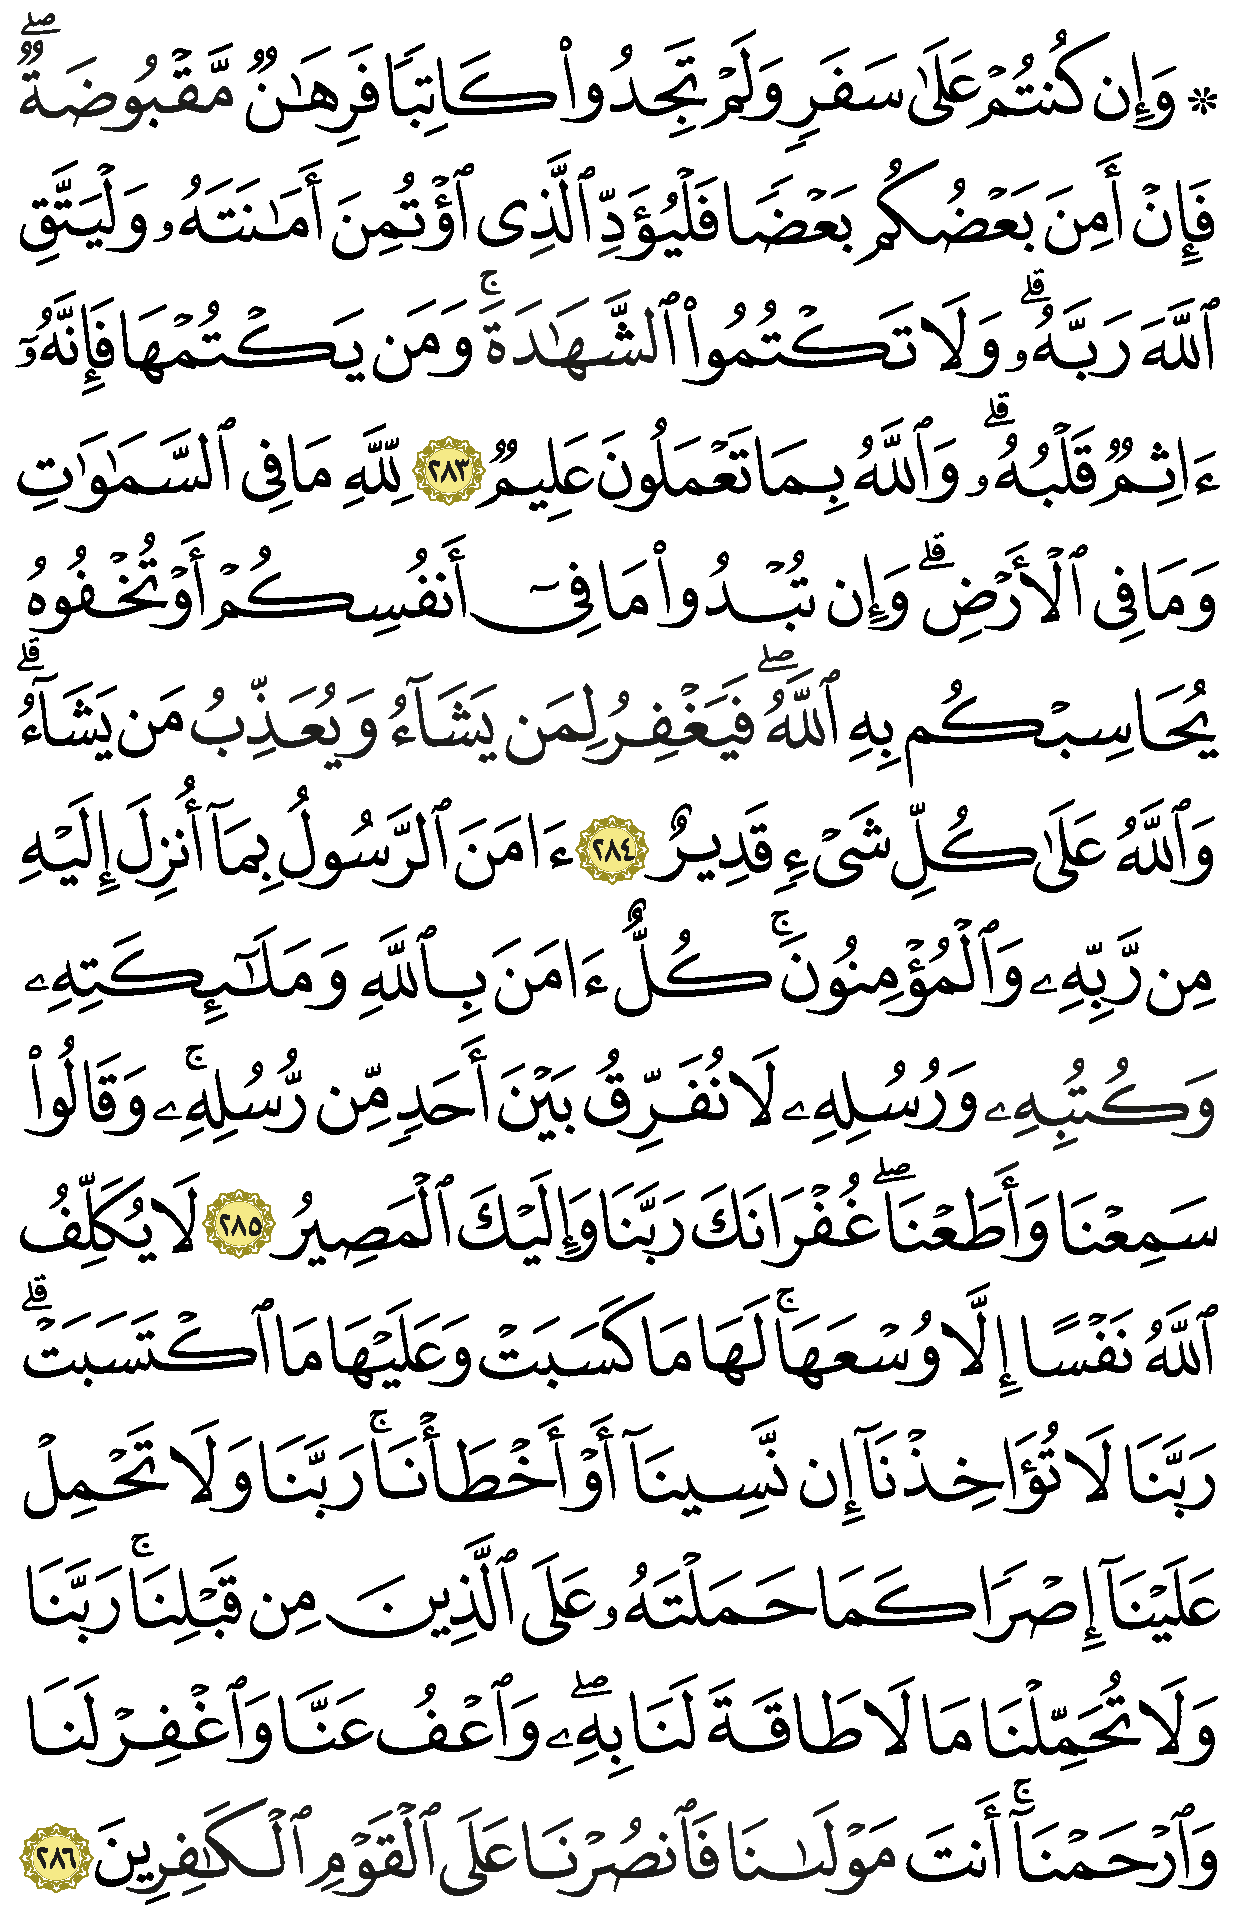 ۞ وَإِن كُنتُمْ عَلَىٰ سَفَرٍ وَلَمْ تَجِدُوا۟ كَاتِبًا فَرِهَـٰنٌ مَّقْبُوضَةٌ ۖ
فَإِنْ أَمِنَ بَعْضُكُم بَعْضًا فَلْيُؤَدِّ ٱلَّذِى ٱؤْتُمِنَ أَمَـٰنَتَهُۥ وَلْيَتَّقِ
ٱللَّهَ رَبَّهُۥ ۗ وَلَا تَكْتُمُوا۟ ٱلشَّهَـٰدَةَ ۚ وَمَن يَكْتُمْهَا فَإِنَّهُۥٓ
ءَاثِمٌ قَلْبُهُۥ ۗ وَٱللَّهُ بِمَا تَعْمَلُونَ عَلِيمٌ ٢٨٣ لِّلَّهِ مَا فِى ٱلسَّمَـٰوَٰتِ
وَمَا فِى ٱلْأَرْضِ ۗ وَإِن تُبْدُوا۟ مَا فِىٓ أَنفُسِكُمْ أَوْ تُخْفُوهُ
يُحَاسِبْكُم بِهِ ٱللَّهُ ۖ فَيَغْفِرُ لِمَن يَشَآءُ وَيُعَذِّبُ مَن يَشَآءُ ۗ
وَٱللَّهُ عَلَىٰ كُلِّ شَىْءٍ قَدِيرٌ ٢٨٤ ءَامَنَ ٱلرَّسُولُ بِمَآ أُنزِلَ إِلَيْهِ
مِن رَّبِّهِۦ وَٱلْمُؤْمِنُونَ ۚ كُلٌّ ءَامَنَ بِٱللَّهِ وَمَلَـٰٓئِكَتِهِۦ
وَكُتُبِهِۦ وَرُسُلِهِۦ لَا نُفَرِّقُ بَيْنَ أَحَدٍ مِّن رُّسُلِهِۦ ۚ وَقَالُوا۟
سَمِعْنَا وَأَطَعْنَا ۖ غُفْرَانَكَ رَبَّنَا وَإِلَيْكَ ٱلْمَصِيرُ ٢٨٥ لَا يُكَلِّفُ
ٱللَّهُ نَفْسًا إِلَّا وُسْعَهَا ۚ لَهَا مَا كَسَبَتْ وَعَلَيْهَا مَا ٱكْتَسَبَتْ ۗ
رَبَّنَا لَا تُؤَاخِذْنَآ إِن نَّسِينَآ أَوْ أَخْطَأْنَا ۚ رَبَّنَا وَلَا تَحْمِلْ
عَلَيْنَآ إِصْرًا كَمَا حَمَلْتَهُۥ عَلَى ٱلَّذِينَ مِن قَبْلِنَا ۚ رَبَّنَا
وَلَا تُحَمِّلْنَا مَا لَا طَاقَةَ لَنَا بِهِۦ ۖ وَٱعْفُ عَنَّا وَٱغْفِرْ لَنَا
وَٱرْحَمْنَآ ۚ أَنتَ مَوْلَىٰنَا فَٱنصُرْنَا عَلَى ٱلْقَوْمِ ٱلْكَـٰفِرِينَ ٢٨٦